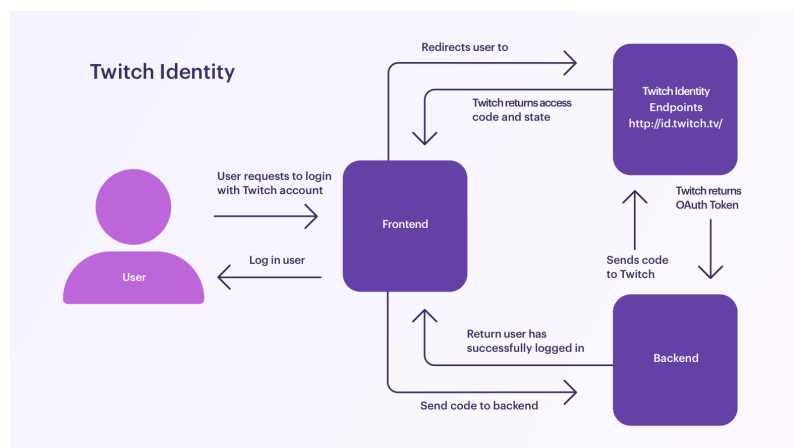 Twitch Identity
Redirects user to
Twitch returns access
code and state
Twitch Identity
Endpoints
http://id.twitch.tv/
User requests to login
with Twitch account
Log in user
User
Frontend
Twitch returns
OAuth Token
Sends code
to Twitch
Return user has
successfully logged in
Backend
Send code to backend